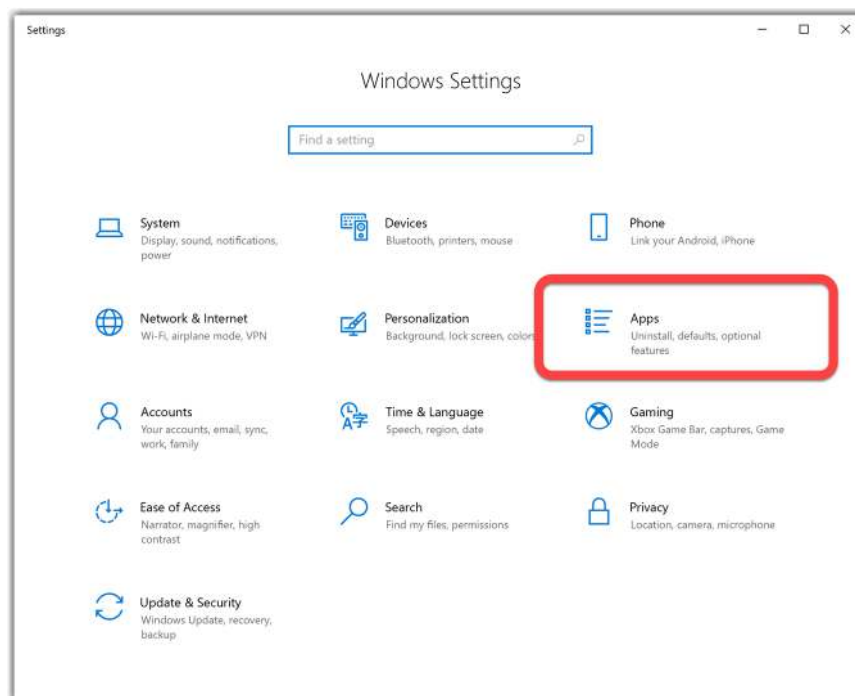 Settings
Windows Settings
Find a setting
System
Display, sound, notifications,
power
Devices
Bluetooth, printers, mouse
Phone
Link your Android, iPhone
Network & Internet
Wi-Fi, airplane mode, VPN
Personalization
Background, lock screen, colors
Apps
Uninstall, defaults, optional
features
Accounts
Your accounts, email, sync,
work, family
Time & Language
Speech, region, date
Gaming
Xbox Game Bar, captures, Game
Mode
Ease of Access
Narrator, magnifier, high
contrast
Search
Find my files, permissions
Privacy
Location, camera, microphone
Update & Security
Windows Update, recovery,
backup